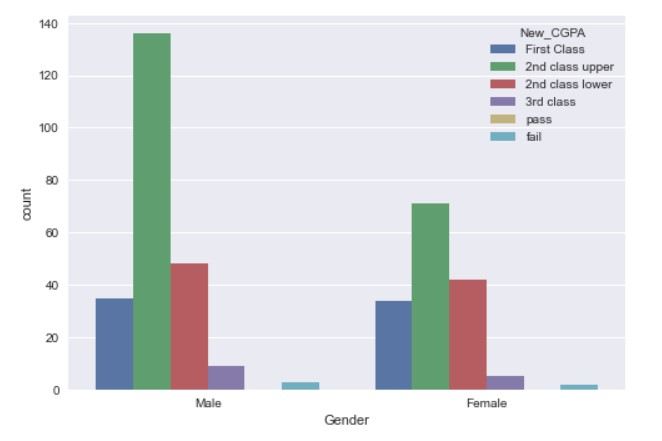 New_CGPA
First Class
2nd class upper
2nd class lower
3rd class
pass
fail
140
120
100
80
60
40
20
0
count
Male
Female
Gender